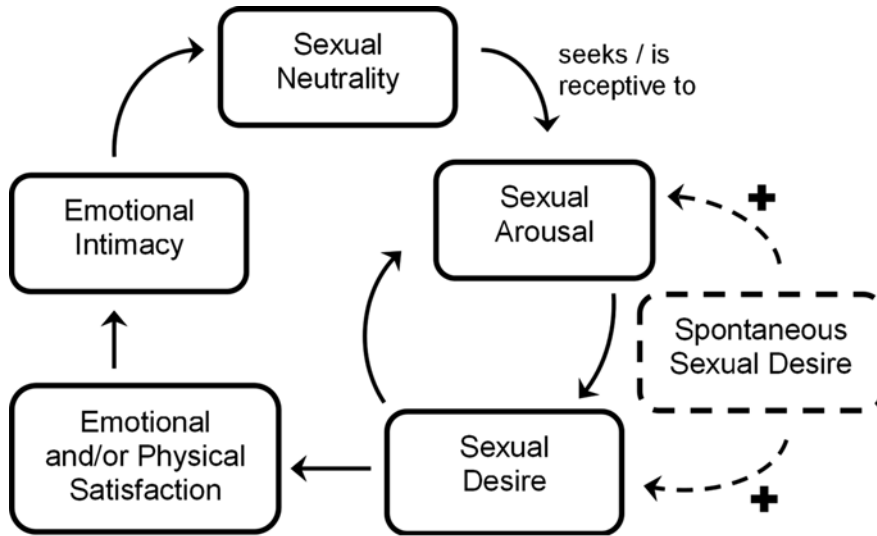 Sexual
Neutrality
seeks / is
receptive to
Sexual
Arousal
+
Emotional
Intimacy
Spontaneous
Sexual Desire
Emotional
and/or Physical
Satisfaction
Sexual
Desire
+